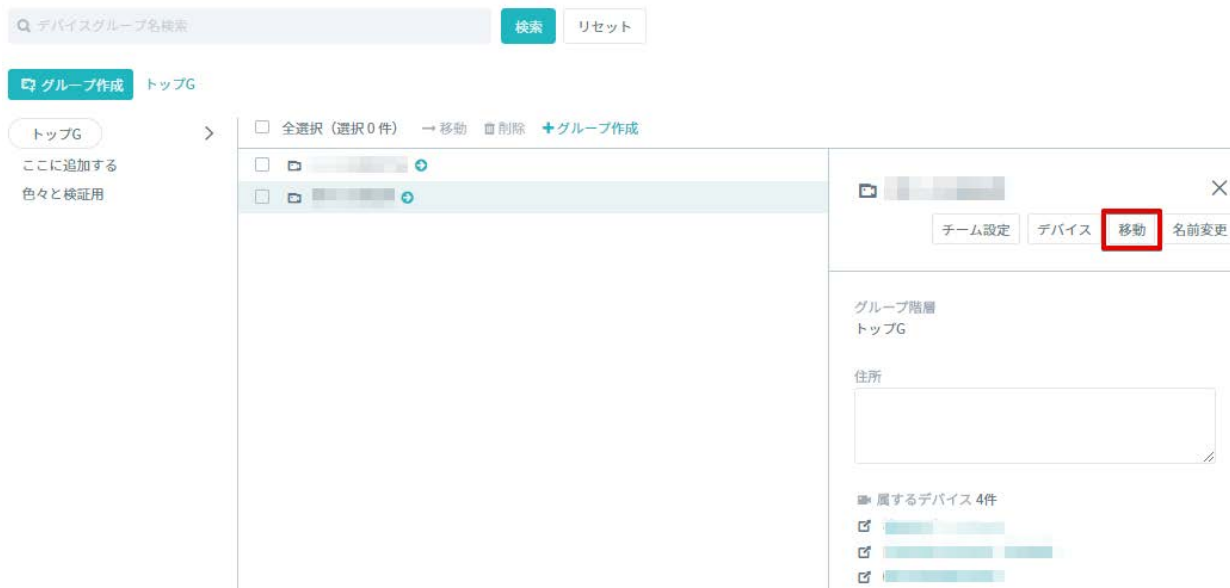 デバイスグループ名検索 検索 リセット
グループ作成 トップG
トップG
ここに追加する
色々と検証用
全選択（選択0件） 移動 削除 グループ作成
チーム設定 デバイス 移動 名前変更
グループ階層
トップG
住所
属するデバイス 4件